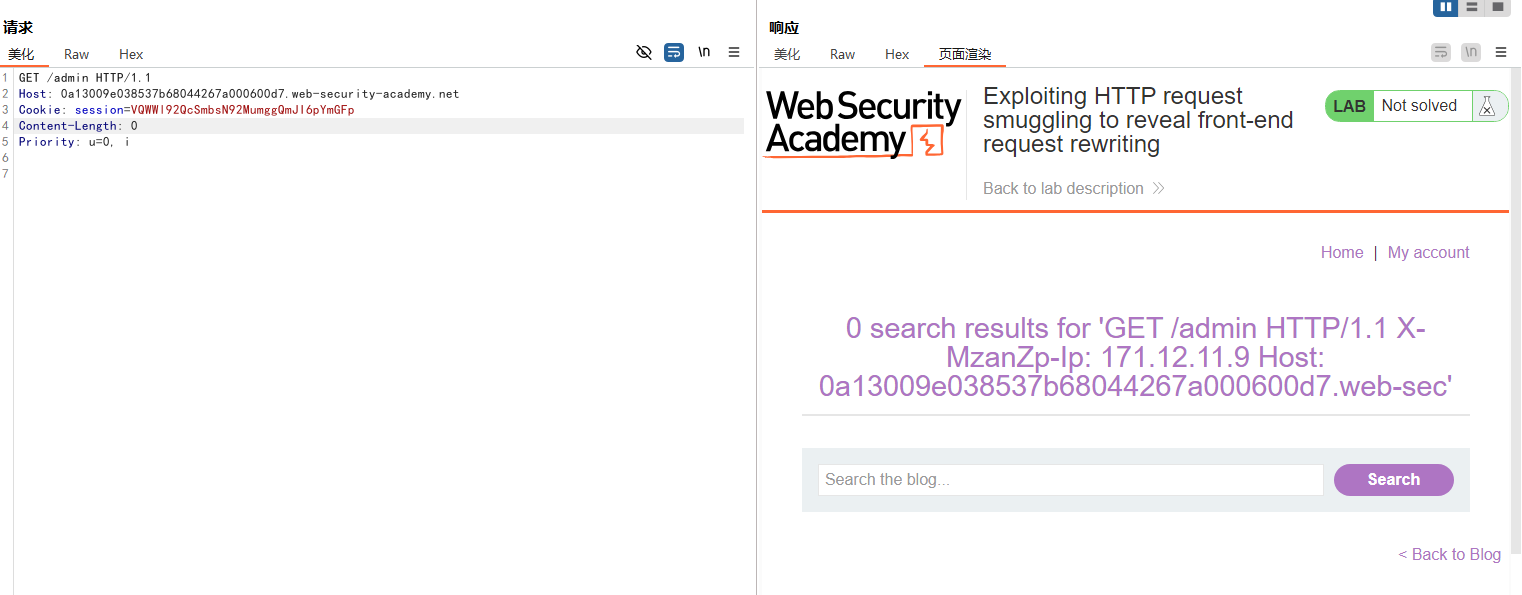 请求
美化 Raw Hex
\n
1 GET /admin HTTP/1.1
2 Host: 0a13009e038537b68044267a000600d7.web-security-academy.net
3 Cookie: session=VQWWl92QcSmbsN92MumggQmJI6pYmGFp
4 Content-Length: 0
5 Priority: u=0, i
6
7
响应
美化 Raw Hex 页面渲染
\n
WebSecurity
Academy
Exploiting HTTP request
smuggling to reveal front-end
request rewriting
Back to lab description
LAB Not solved
Home | My account
0 search results for 'GET /admin HTTP/1.1 X-
MzanZp-Ip: 171.12.11.9 Host:
0a13009e038537b68044267a000600d7.web-sec'
Search the blog...
Search
< Back to Blog